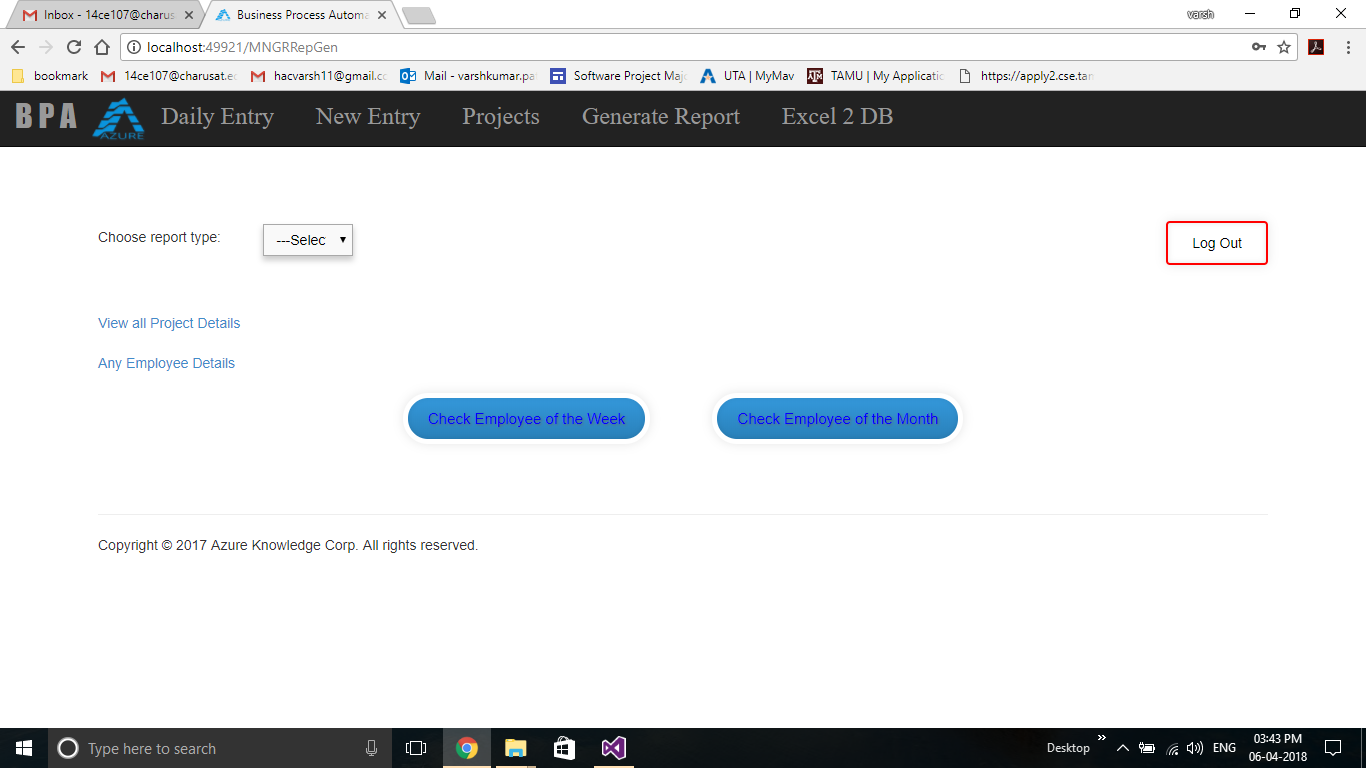 Inbox - 14ce107@charus
Business Process Automa
varsh
localhost:49921/MNGRRepGen
bookmark
14ce107@charusat.e
hacvarsh11@gmail.c
Mail - varshkumar.pa
Software Project Maj
UTA | MyMav
TAMU | My Applicatio
https://apply2.cse.tam
BPA
AZURE
Daily Entry
New Entry
Projects
Generate Report
Excel 2 DB
Choose report type:
---Selec
Log Out
View all Project Details
Any Employee Details
Check Employee of the Week
Check Employee of the Month
Copyright © 2017 Azure Knowledge Corp. All rights reserved.
Type here to search
Desktop
ENG
03:43 PM
06-04-2018